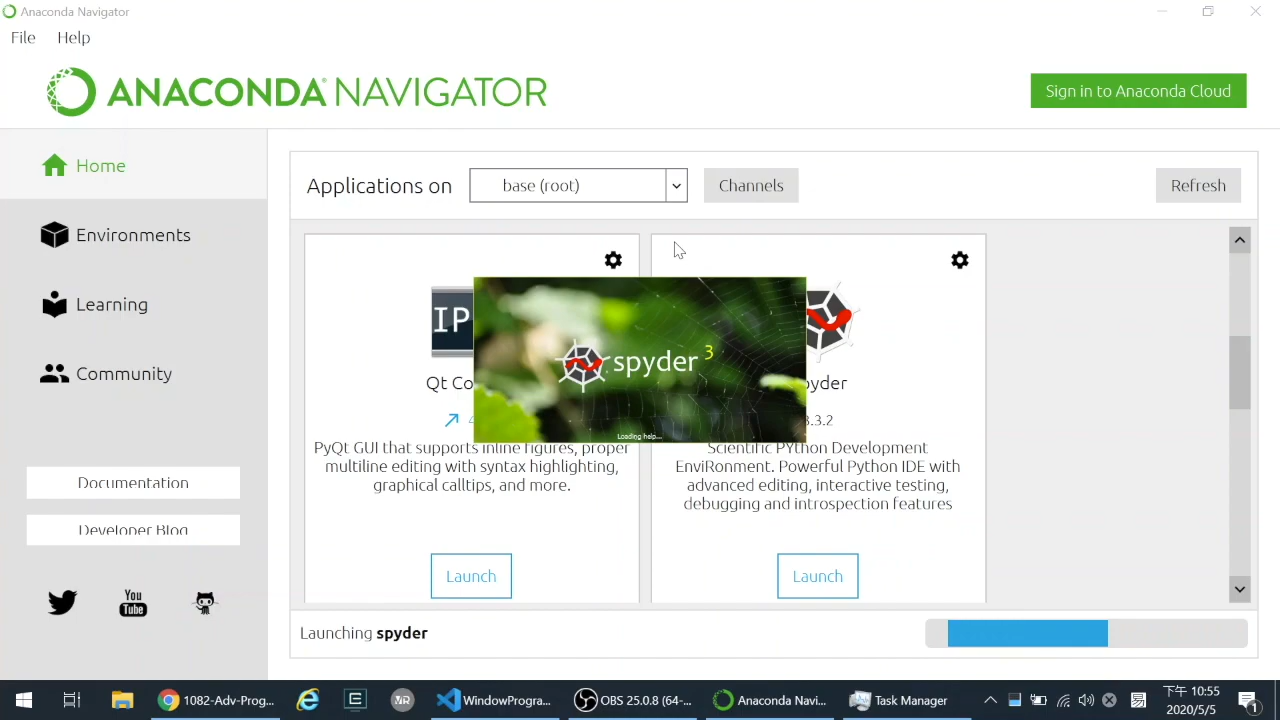 Anaconda Navigator
File Help
ANACONDA NAVIGATOR
Sign in to Anaconda Cloud
Home
Environments
Learning
Community
Documentation
Developer Blog
You Tube
Applications on base (root) Channels Refresh
IP
Qt Co
PyQt GUI that supports inline figures, proper
multiline editing with syntax highlighting,
graphical calltips, and more.
Launch
spyder 3
Loading help...
yder
3.3.2
Scientific PYthon Development
EnviRonment. Powerful Python IDE with
advanced editing, interactive testing,
debugging and introspection features
Launch
Launching spyder
1082-Adv-Prog... WindowProgra... OBS 25.0.8 (64-... Anaconda Navi... Task Manager
下午 10:55
2020/5/5
1